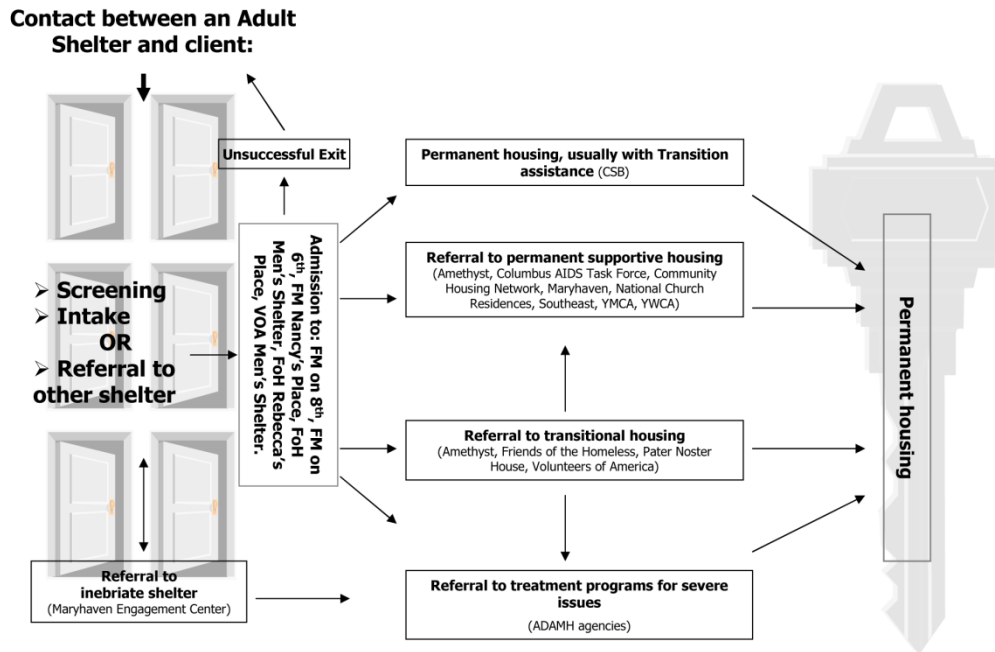 Contact between an Adult
Shelter and client:
Unsuccessful Exit
Permanent housing, usually with Transition
assistance (CSB)
Admission to: FM on 8th, FM on
6th, FM Nancy's Place, FoH
Men's Shelter, FoH Rebecca's
Place, VOA Men's Shelter.
Referral to permanent supportive housing
(Amethyst, Columbus AIDS Task Force, Community
Housing Network, Maryhaven, National Church
Residences, Southeast, YMCA, YWCA)
➢ Screening
➢ Intake
OR
➢ Referral to
other shelter
Permanent housing
Referral to transitional housing
(Amethyst, Friends of the Homeless, Pater Noster
House, Volunteers of America)
Referral to
inebriate shelter
(Maryhaven Engagement Center)
Referral to treatment programs for severe
issues
(ADAMH agencies)